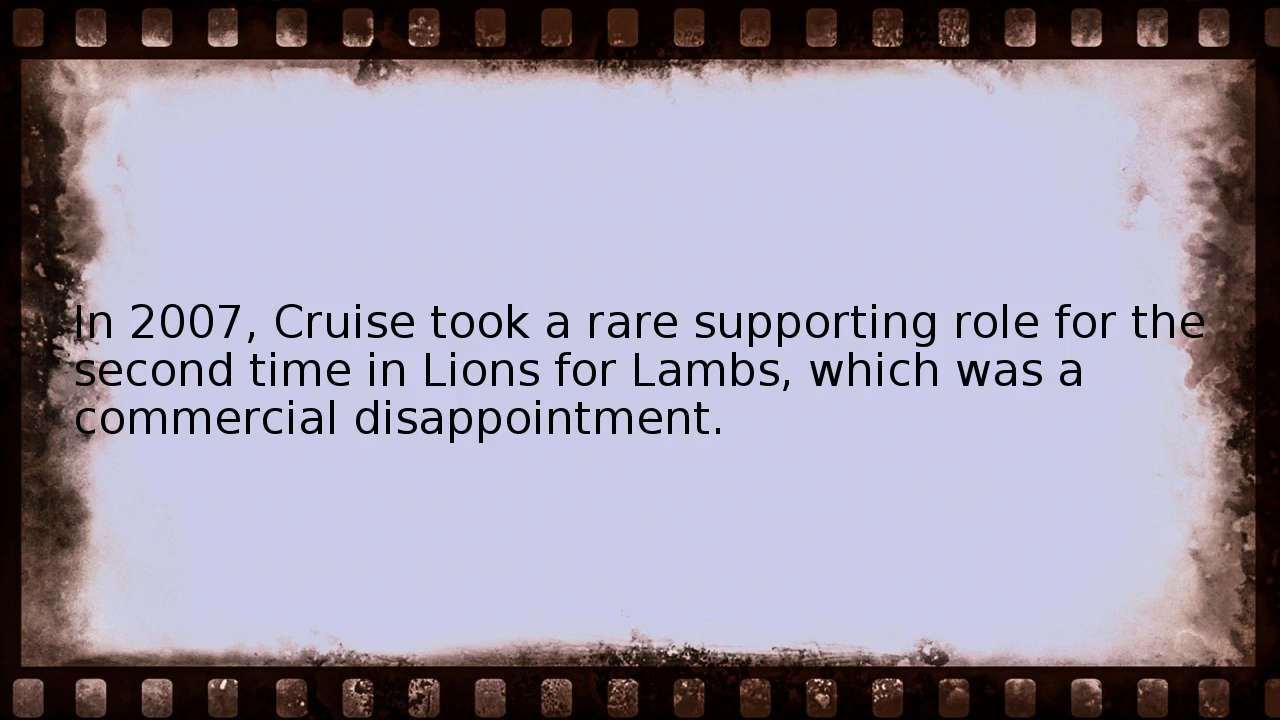 In 2007, Cruise took a rare supporting role for the
second time in Lions for Lambs, which was a
commercial disappointment.